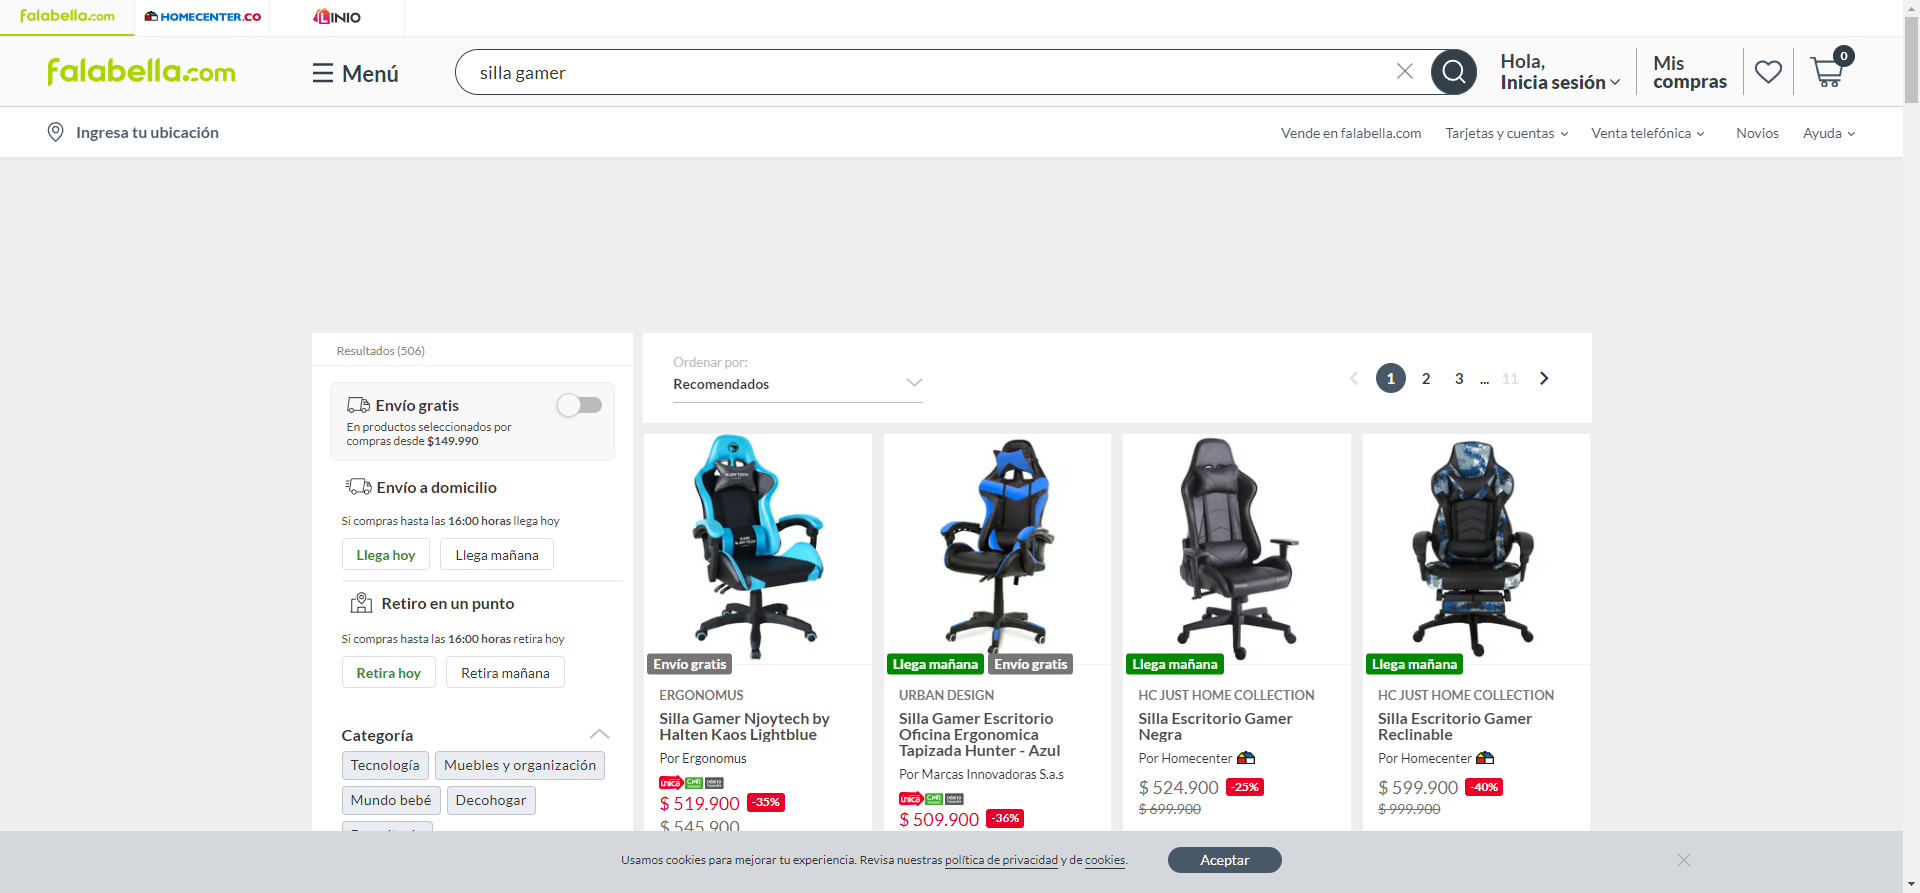 falabella.com
HOMECENTER.CO
LINIO
falabella.com
Menú
silla gamer
Hola,
Inicia sesión
Mis
compras
0
Ingresa tu ubicación
Vende en falabella.com
Tarjetas y cuentas
Venta telefónica
Novios
Ayuda
Resultados (506)
Envío gratis
En productos seleccionados por
compras desde $149.990
Envío a domicilio
Si compras hasta las 16:00 horas llega hoy
Llega hoy
Llega mañana
Retiro en un punto
Si compras hasta las 16:00 horas retira hoy
Retira hoy
Retira mañana
Categoría
Tecnología
Muebles y organización
Mundo bebé
Decohogar
Ordenar por:
Recomendados
1 2 3 ... 11
Envío gratis
ERGONOMUS
Silla Gamer Njoytech by
Halten Kaos Lightblue
Por Ergonomus
única CMR
$ 519.900 -35%
$ 545.900
Llega mañana Envío gratis
URBAN DESIGN
Silla Gamer Escritorio
Oficina Ergonomica
Tapizada Hunter - Azul
Por Marcas Innovadoras S.a.s
única CMR
$ 509.900 -36%
Llega mañana
HC JUST HOME COLLECTION
Silla Escritorio Gamer
Negra
Por Homecenter
$ 524.900 -25%
$ 699.900
Llega mañana
HC JUST HOME COLLECTION
Silla Escritorio Gamer
Reclinable
Por Homecenter
$ 599.900 -40%
$ 999.900
Usamos cookies para mejorar tu experiencia. Revisa nuestras política de privacidad y de cookies.
Aceptar